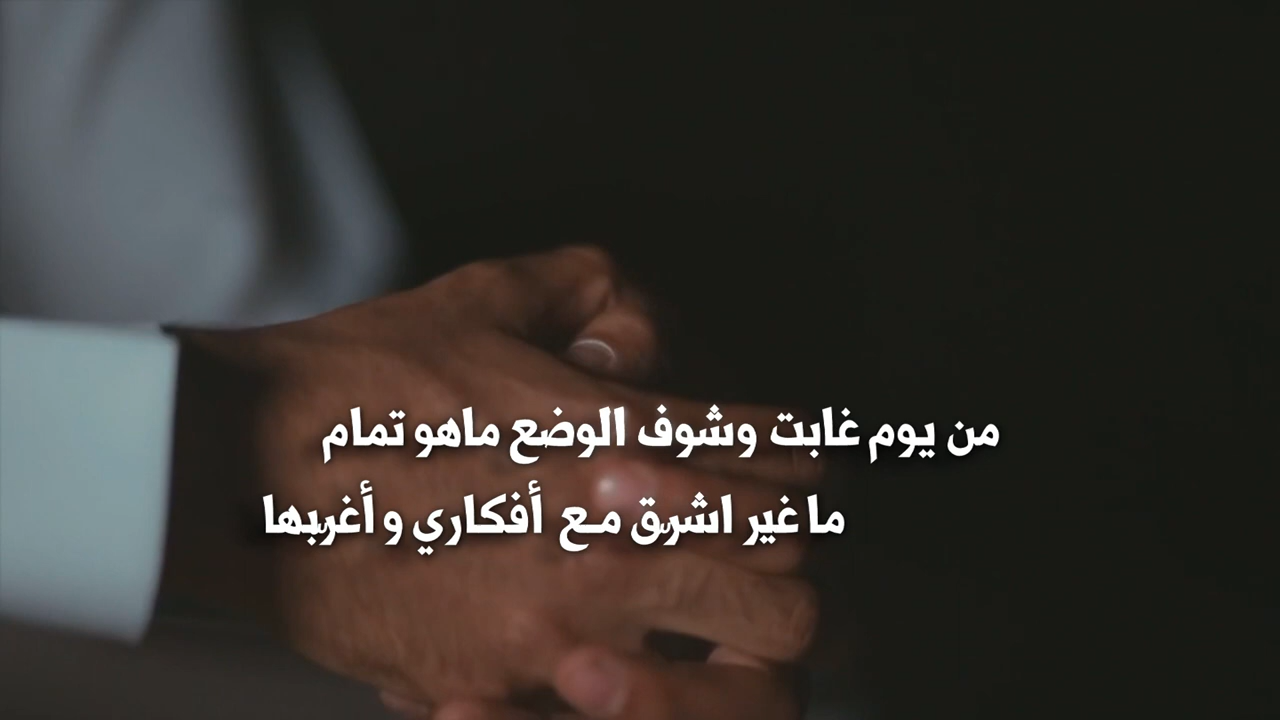 من يوم غابت وشوف الوضع ماهو تمام
ما غير اشرق مع أفكاري و أغربها